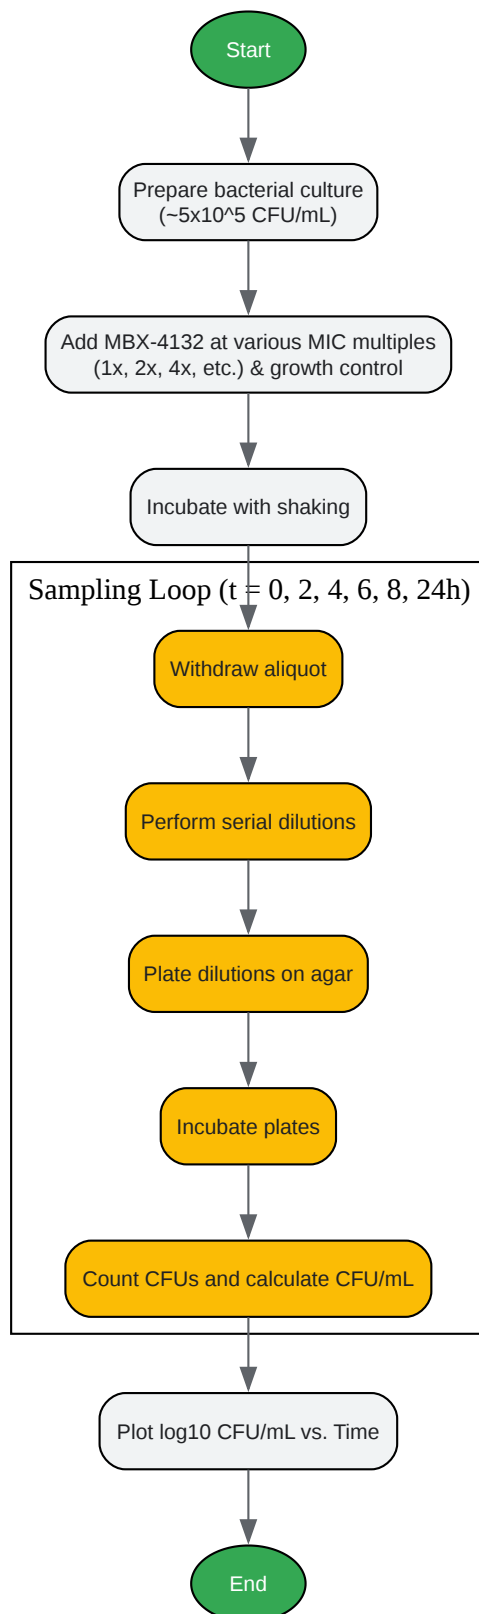 Start
Prepare bacterial culture
(~5x10^5 CFU/mL)
Add MBX-4132 at various MIC multiples
(1x, 2x, 4x, etc.) & growth control
Incubate with shaking
Sampling Loop (t = 0, 2, 4, 6, 8, 24h)
Withdraw aliquot
Perform serial dilutions
Plate dilutions on agar
Incubate plates
Count CFUs and calculate CFU/mL
Plot log10 CFU/mL vs. Time
End